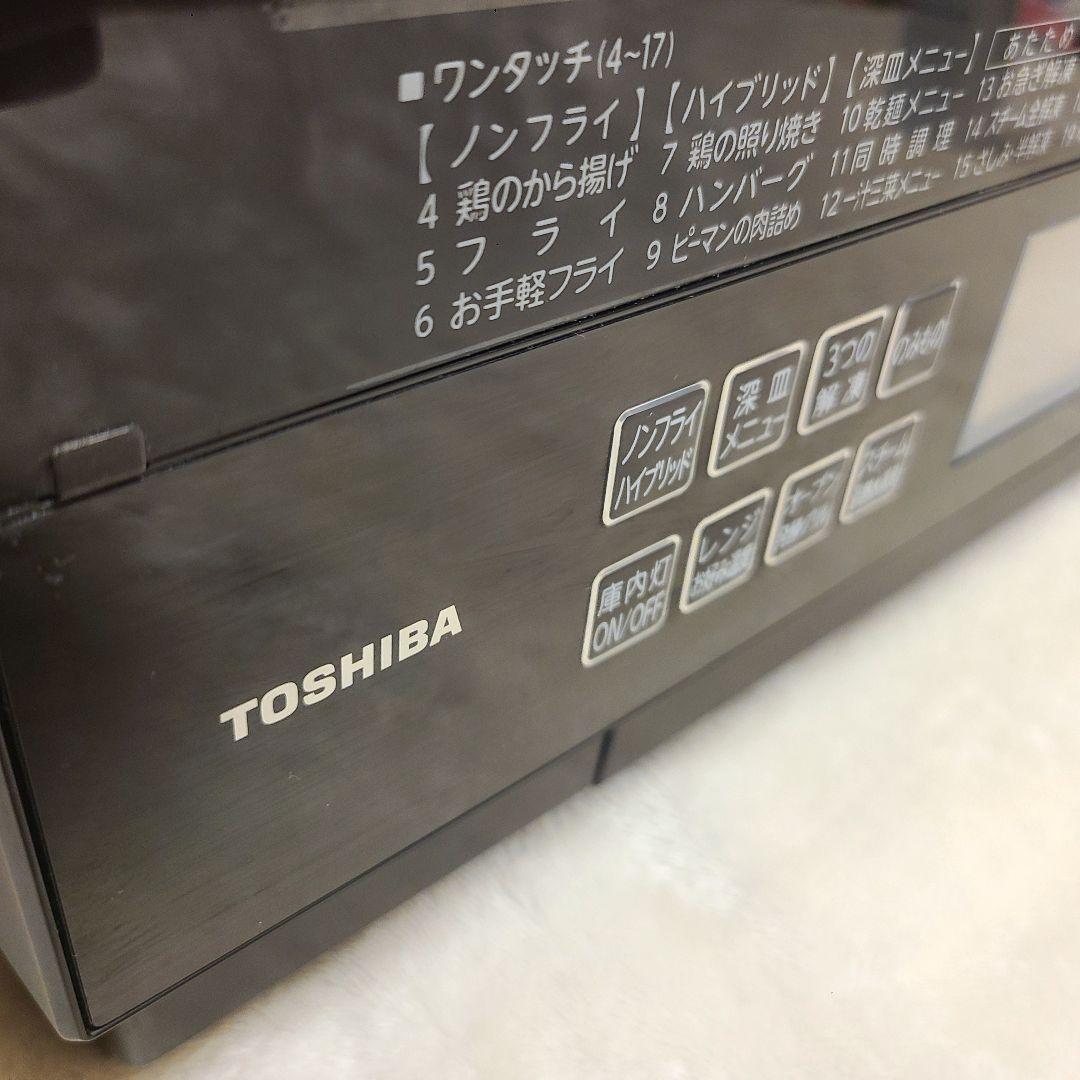 ■ワンタッチ(4~17)
【ノンフライ】【ハイブリッド】【深皿メニュー】 あたため
4 鶏のから揚げ 7 鶏の照り焼き 10 乾麺メニュー 13 お急ぎ解凍
5 フライ 8 ハンバーグ 11 同時調理 14 スチーム全解凍
6 お手軽フライ 9 ピーマンの肉詰め 12 一汁三菜メニュー 15 さしみ・半解凍
ノンフライ
ハイブリッド
深皿
メニュー
3つの
解凍
のみもの
庫内灯
ON/OFF
レンジ
お好み温度
オーブン
スチーム
TOSHIBA